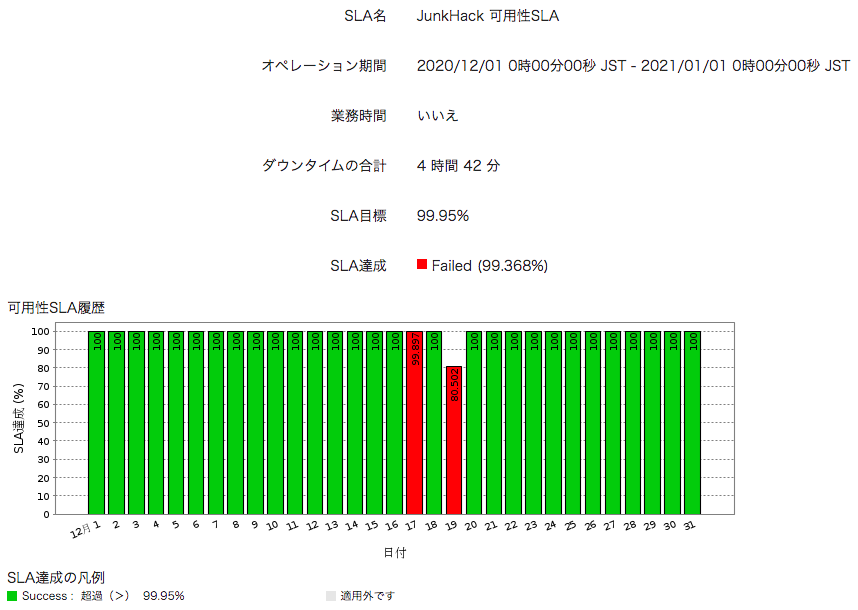 SLA名 JunkHack 可用性SLA
オペレーション期間 2020/12/01 0時00分00秒 JST - 2021/01/01 0時00分00秒 JST
業務時間 いいえ
ダウンタイムの合計 4 時間 42 分
SLA目標 99.95%
SLA達成 Failed (99.368%)
可用性SLA履歴
SLA達成 (%)
100
90
80
70
60
50
40
30
20
10
0
100 100 100 100 100 100 100 100 100 100 100 100 100 100 100 100 99.897 100 80.502 100 100 100 100 100 100 100 100 100 100 100 100
12月 1 2 3 4 5 6 7 8 9 10 11 12 13 14 15 16 17 18 19 20 21 22 23 24 25 26 27 28 29 30 31
日付
SLA達成の凡例
Success : 超過（＞） 99.95% 適用外です